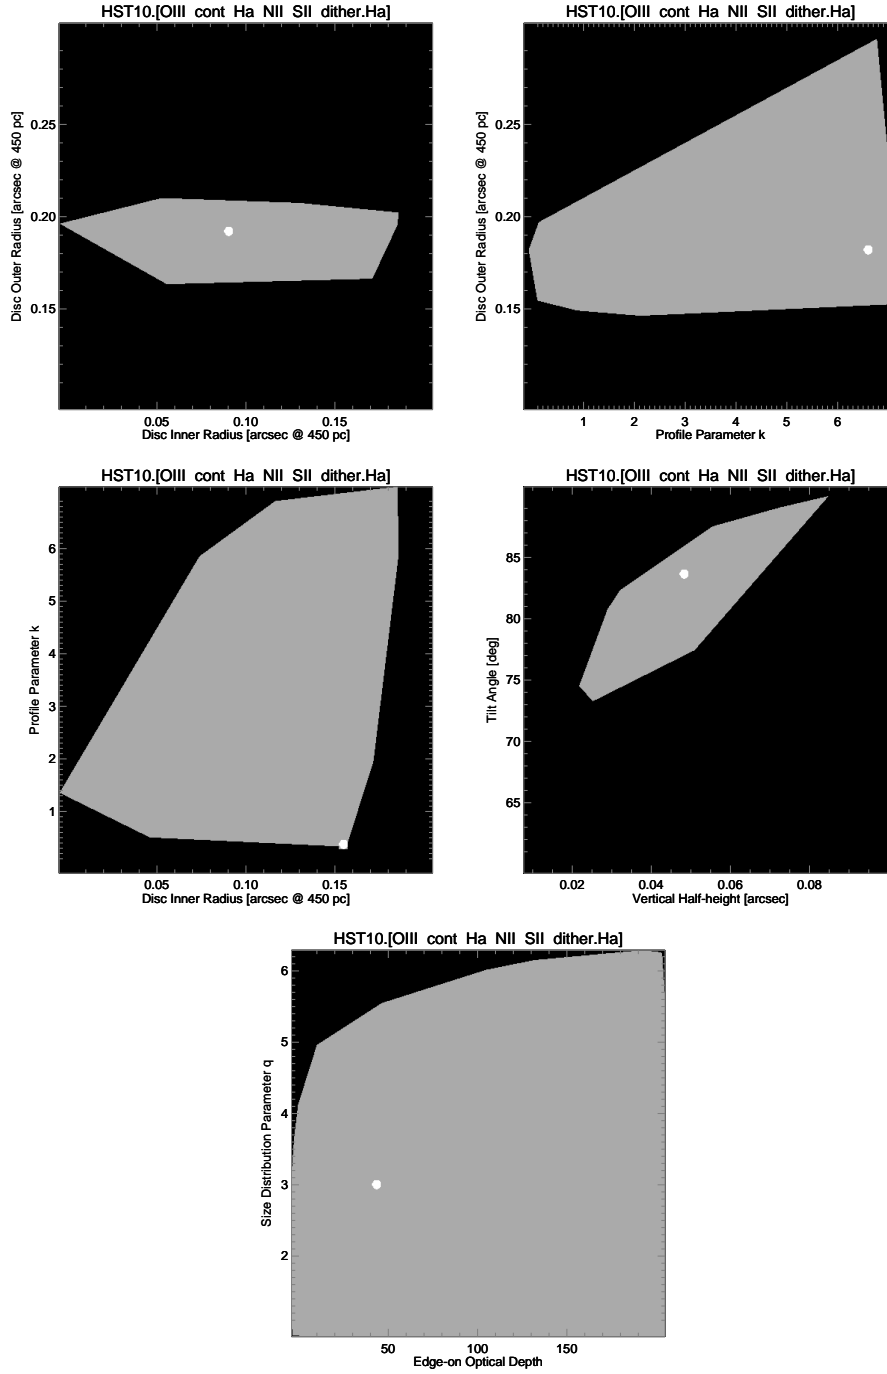 HST10.[OIII cont Ha NII SII dither.Ha]
Disc Outer Radius [arcsec @ 450 pc]
0.25
0.20
0.15
0.05 0.10 0.15
Disc Inner Radius [arcsec @ 450 pc]
HST10.[OIII cont Ha NII SII dither.Ha]
Disc Outer Radius [arcsec @ 450 pc]
0.25
0.20
0.15
1 2 3 4 5 6
Profile Parameter k
HST10.[OIII cont Ha NII SII dither.Ha]
Profile Parameter k
6
5
4
3
2
1
0.05 0.10 0.15
Disc Inner Radius [arcsec @ 450 pc]
HST10.[OIII cont Ha NII SII dither.Ha]
Tilt Angle [deg]
85
80
75
70
65
0.02 0.04 0.06 0.08
Vertical Half-height [arcsec]
HST10.[OIII cont Ha NII SII dither.Ha]
Size Distribution Parameter q
6
5
4
3
2
50 100 150
Edge-on Optical Depth